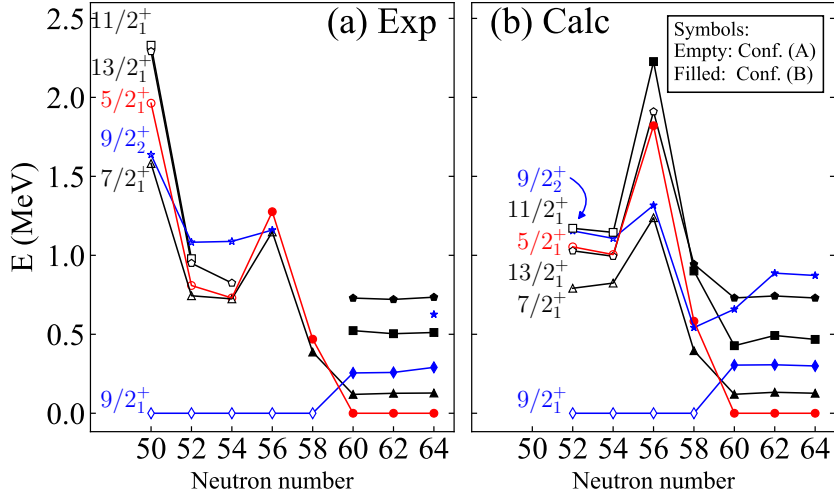 (a) Exp
(b) Calc
E (MeV)
2.5
2.0
1.5
1.0
0.5
0.0
11/2₁⁺
13/2₁⁺
5/2₁⁺
9/2₂⁺
7/2₁⁺
9/2₁⁺
Symbols:
Empty: Conf. (A)
Filled: Conf. (B)
9/2₂⁺
11/2₁⁺
5/2₁⁺
13/2₁⁺
7/2₁⁺
9/2₁⁺
50 52 54 56 58 60 62 64
50 52 54 56 58 60 62 64
Neutron number
Neutron number